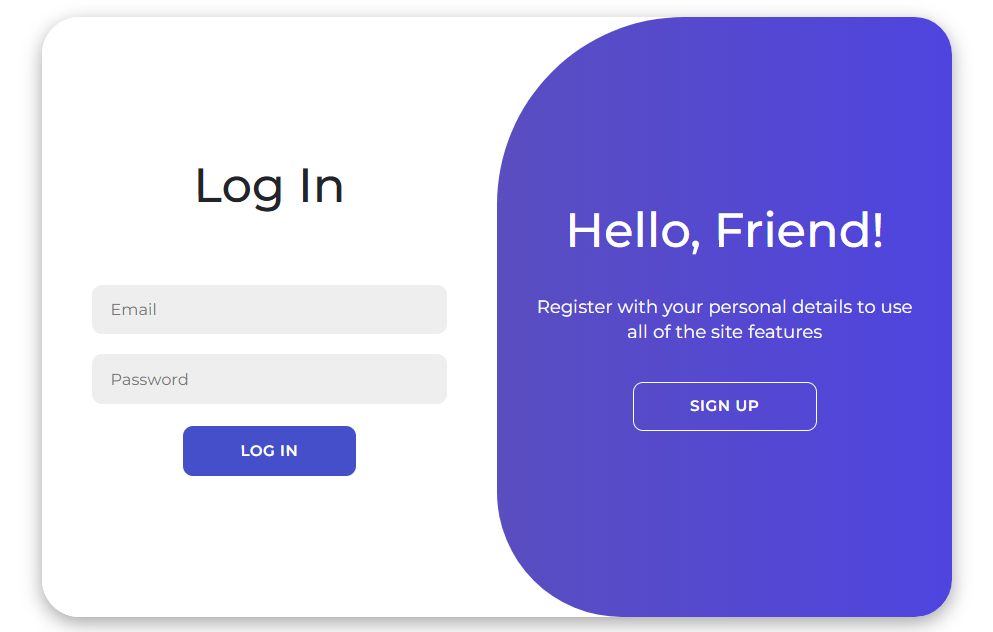 Log In
Email
Password
LOG IN
Hello, Friend!
Register with your personal details to use
all of the site features
SIGN UP